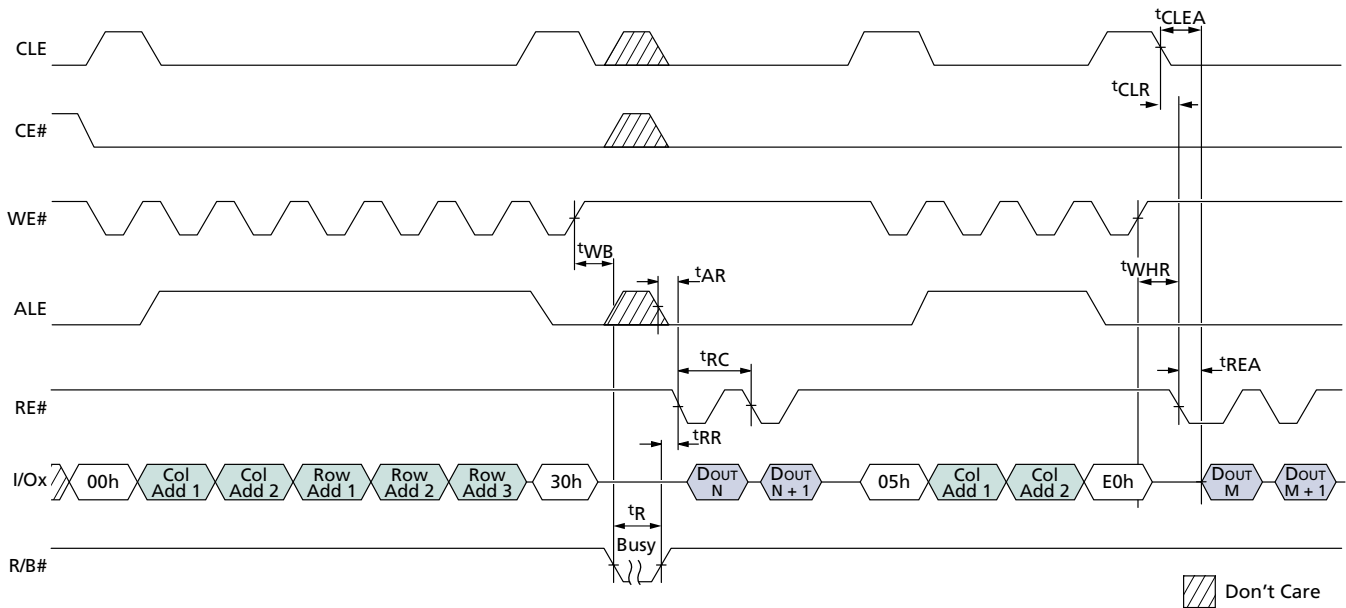 tCLEA
CLE
tCLR
CE#
WE#
tWB
tWHR
tAR
ALE
tRC
tREA
RE#
tRR
I/Ox
00h
Col
Add 1
Col
Add 2
Row
Add 1
Row
Add 2
Row
Add 3
30h
DOUT
N
DOUT
N + 1
05h
Col
Add 1
Col
Add 2
E0h
DOUT
M
DOUT
M + 1
tR
Busy
R/B#
Don't Care